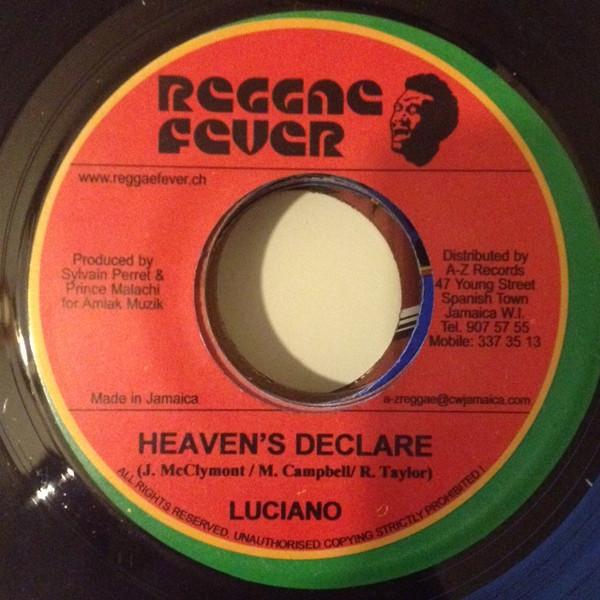 REGGAE
FEVER
www.reggaefever.ch
Produced by
Sylvain Perret &
Prince Malachi
for Amlak Muzik
Distributed by
A-Z Records
47 Young Street
Spanish Town
Jamaica W.I.
Tel. 907 57 55
Mobile: 337 35 13
Made in Jamaica
a-zreggae@cwjamaica.com
HEAVEN'S DECLARE
(J. McClymont / M. Campbell/ R. Taylor)
LUCIANO
ALL RIGHTS RESERVED. UNAUTHORISED COPYING STRICTLY PROHIBITED!